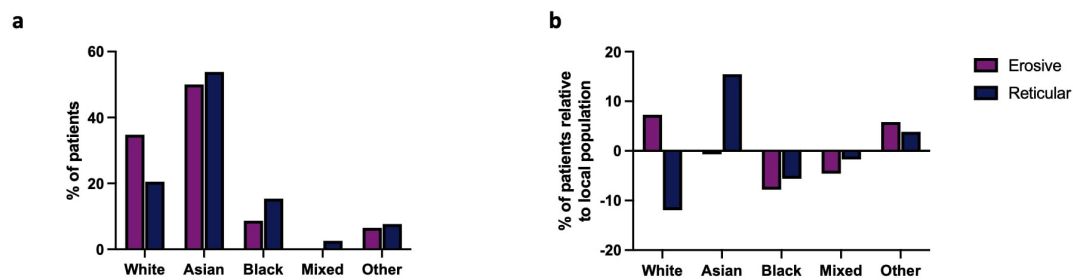 a
% of patients
60
40
20
0
White
Asian
Black
Mixed
Other
b
% of patients relative
to local population
20
10
0
-10
-20
White
Asian
Black
Mixed
Other
Erosive
Reticular